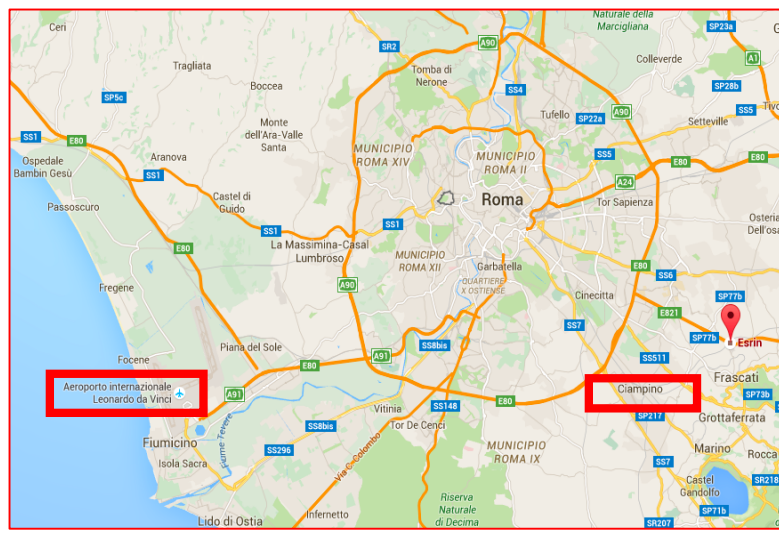 Ceri
Naturale della
Marcigliana
SP23a
G
SR2
A90
Tragliata
Tomba di
Nerone
Colleverde
A1
Boccea
SS4
SP28b
SP5c
A90
SS5
Tivo
Tufello
SP22a
Setteville
Monte
dell'Ara-Valle
Santa
SS1
E80
MUNICIPIO
ROMA XIV
MUNICIPIO
ROMA II
SS5
E80
E80
Ospedale
Bambin Gesù
Aranova
SS1
A24
Castel di
Guido
Roma
Tor Sapienza
Passoscuro
SS1
SS1
Osteria
Dell'osa
La Massimina-Casal
Lumbroso
E80
MUNICIPIO
ROMA XII
Garbatella
E80
SS6
A90
QUARTIERE
X OSTIENSE
Fregene
Cinecittà
SP77b
E821
SS7
SP77b
Esrin
Piana del Sole
SS8bis
Focene
E80
A91
SS511
Frascati
Aeroporto internazionale
Leonardo da Vinci
A91
Ciampino
SP73b
Vitinia
SS148
E80
SP217
Grottaferrata
Tor De Cenci
Fiumicino
Fiume Tevere
SS8bis
MUNICIPIO
ROMA IX
Marino
Rocca
Isola Sacra
SS296
Via C. Colombo
SS7
Castel
Gandolfo
SR218
Riserva
Naturale
di Decima
Infernetto
Lido di Ostia
SR207
SP71b